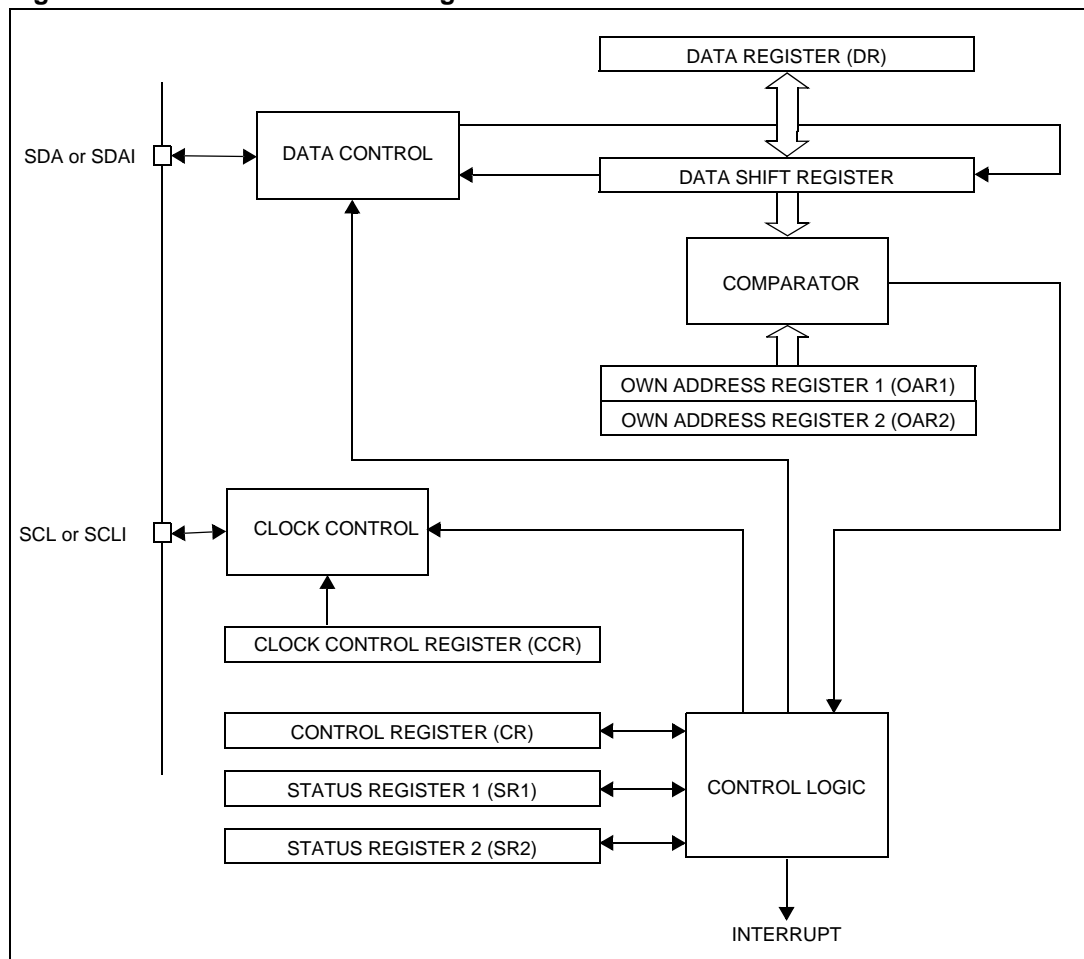 DATA REGISTER (DR)
SDA or SDAI
DATA CONTROL
DATA SHIFT REGISTER
COMPARATOR
OWN ADDRESS REGISTER 1 (OAR1)
OWN ADDRESS REGISTER 2 (OAR2)
SCL or SCLI
CLOCK CONTROL
CLOCK CONTROL REGISTER (CCR)
CONTROL REGISTER (CR)
STATUS REGISTER 1 (SR1)
CONTROL LOGIC
STATUS REGISTER 2 (SR2)
INTERRUPT